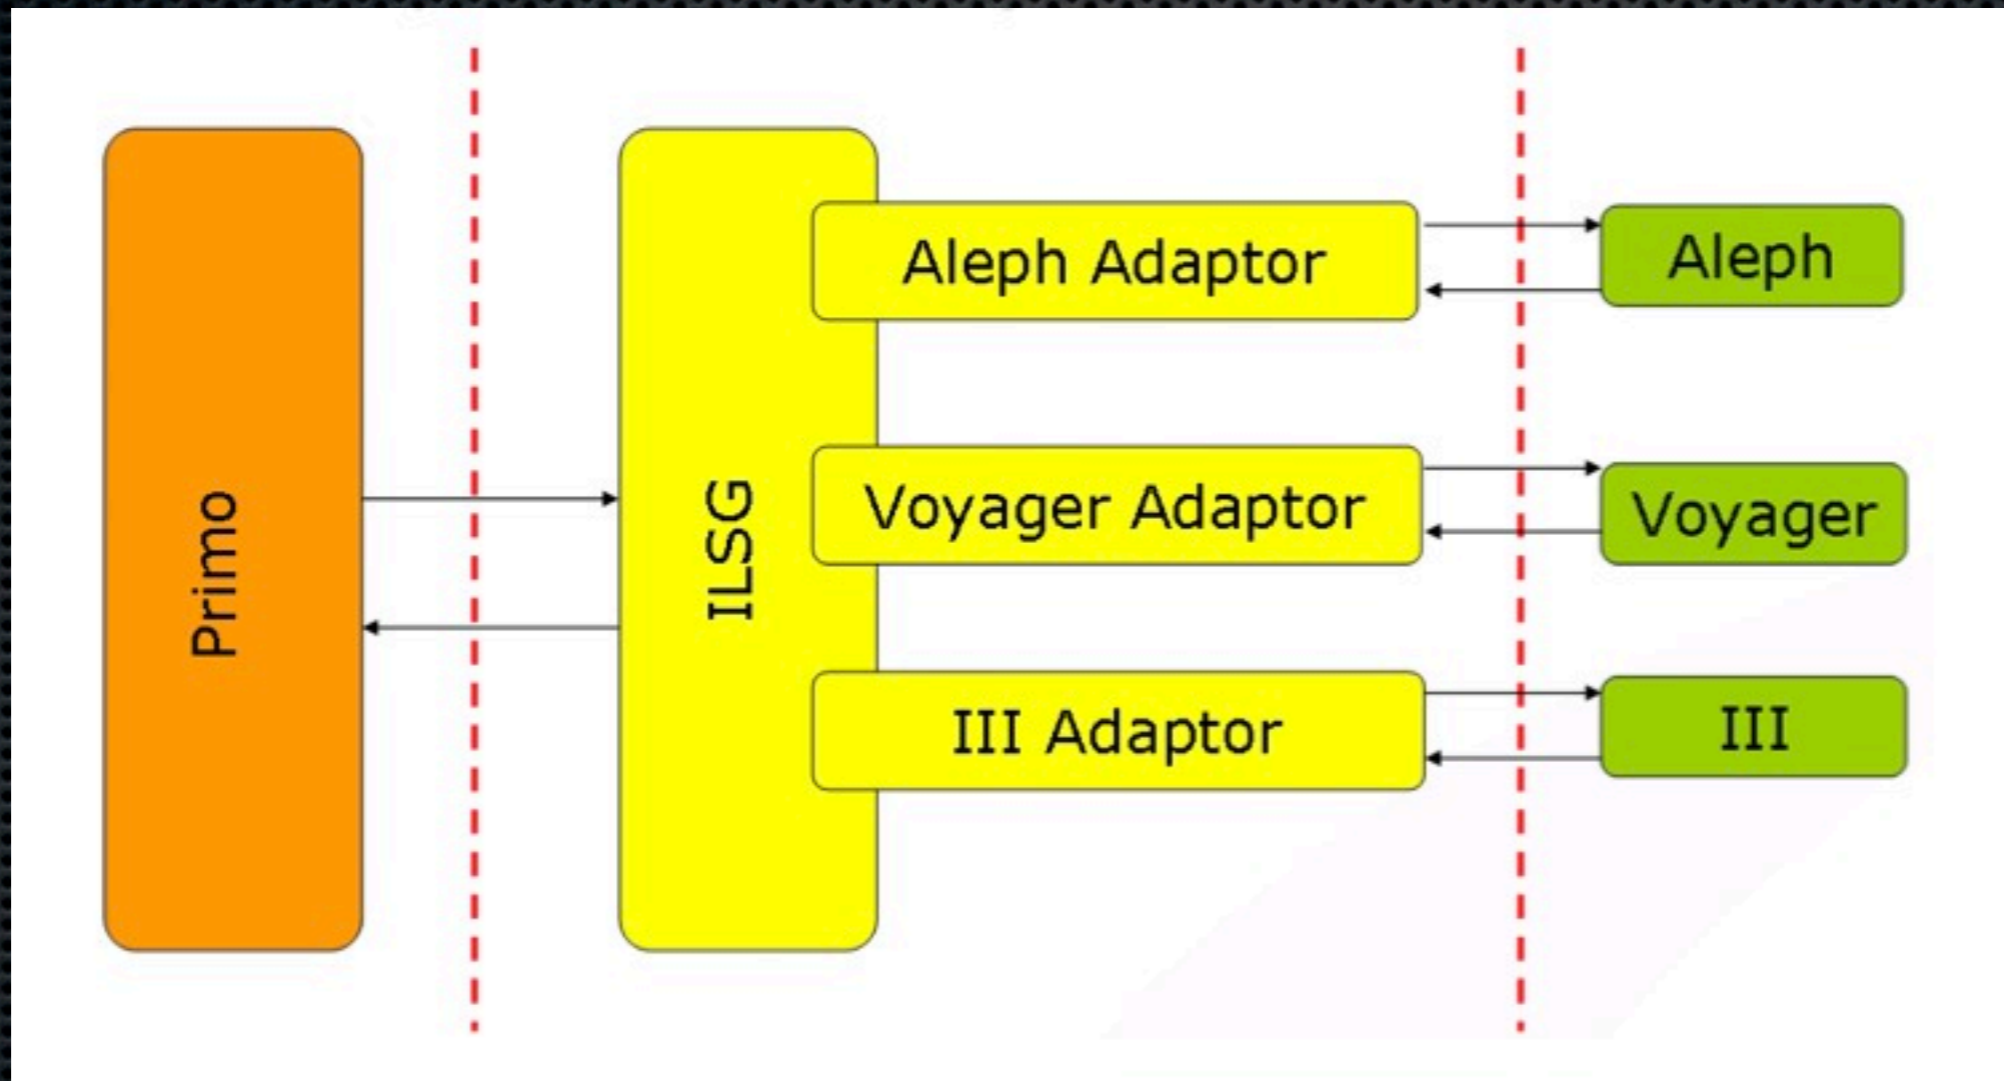 Primo
ILSG
Aleph Adaptor
Aleph
Voyager Adaptor
Voyager
III Adaptor
III